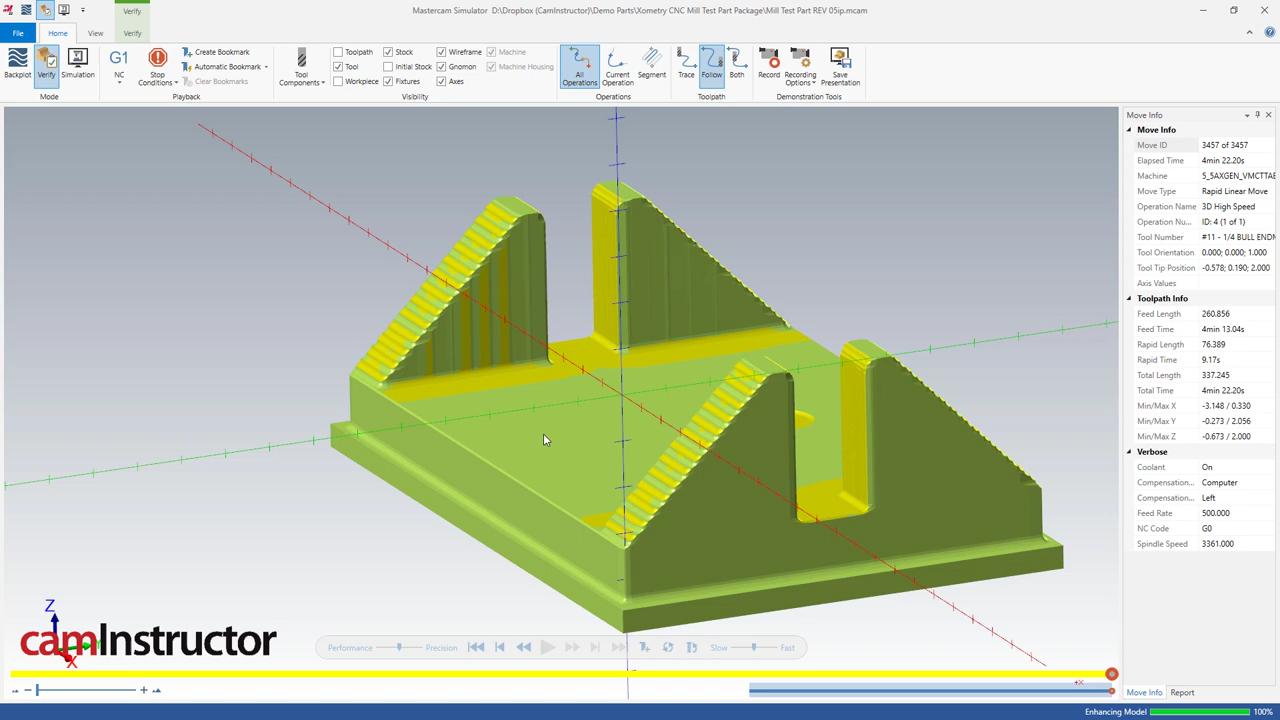 Verify
Mastercam Simulator D:\Dropbox (CamInstructor)\Demo Parts\Xometry CNC Mill Test Part Package\Mill Test Part REV 05ip.mcam
File
Home
View
Verify
Backplot
Verify
Simulation
Mode
G1
NC
Stop Conditions
Create Bookmark
Automatic Bookmark
Clear Bookmarks
Playback
Tool Components
Toolpath
Tool
Workpiece
Stock
Initial Stock
Fixtures
Wireframe
Gnomon
Axes
Machine
Machine Housing
Visibility
All Operations
Current Operation
Segment
Operations
Trace
Follow
Both
Toolpath
Record
Recording Options
Save Presentation
Demonstration Tools
Move Info
Move Info
Move ID 3457 of 3457
Elapsed Time 4min 22.20s
Machine 5_5AXGEN_VMCTTAB
Move Type Rapid Linear Move
Operation Name 3D High Speed
Operation Nu... ID: 4 (1 of 1)
Tool Number #11 - 1/4 BULL ENDM
Tool Orientation 0.000; 0.000; 1.000
Tool Tip Position -0.578; 0.190; 2.000
Axis Values
Toolpath Info
Feed Length 260.856
Feed Time 4min 13.04s
Rapid Length 76.389
Rapid Time 9.17s
Total Length 337.245
Total Time 4min 22.20s
Min/Max X -3.148 / 0.330
Min/Max Y -0.273 / 2.056
Min/Max Z -0.673 / 2.000
Verbose
Coolant On
Compensation... Computer
Compensation... Left
Feed Rate 500.000
NC Code G0
Spindle Speed 3361.000
Z
X
camInstructor
Performance Precision
Slow Fast
Move Info Report
Enhancing Model 100%